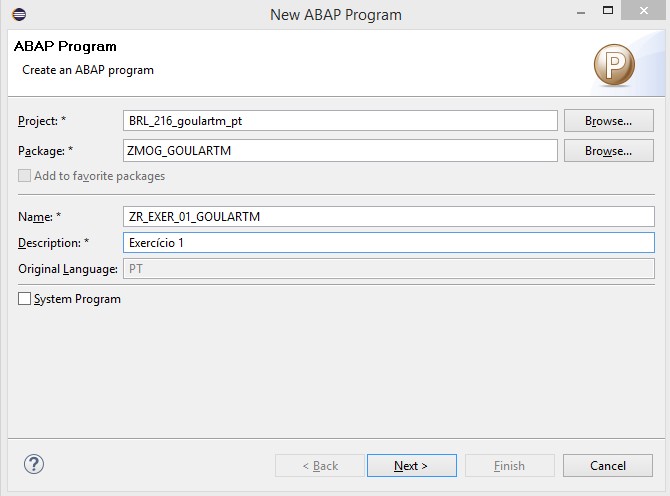 New ABAP Program
ABAP Program
Create an ABAP program
P
Project: * BRL_216_goulartm_pt Browse...
Package: * ZMOG_GOULARTM Browse...
Add to favorite packages
Name: * ZR_EXER_01_GOULARTM
Description: * Exercício 1
Original Language: PT
System Program
? < Back Next > Finish Cancel